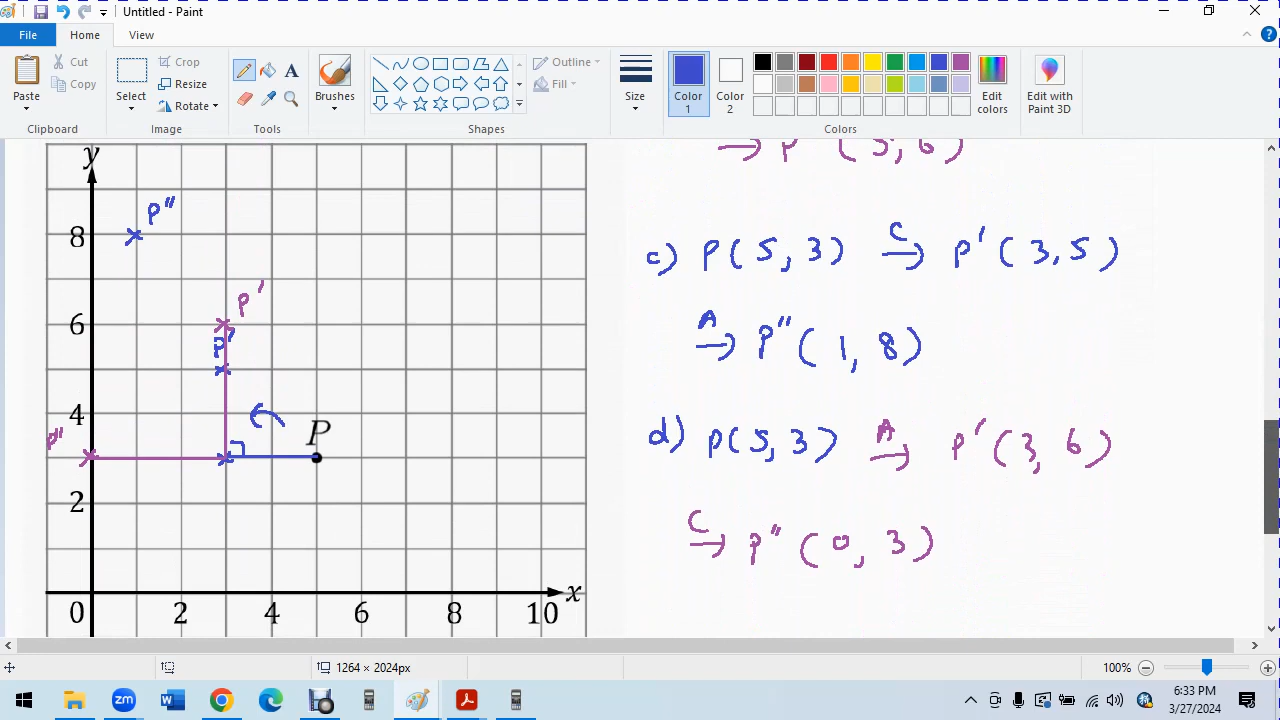 Untitled - Paint
File
Home
View
Paste
Cut
Copy
Clipboard
Select
Crop
Resize
Rotate
Image
A
Tools
Brushes
Shapes
Outline
Fill
Size
Color 1
Color 2
Edit colors
Edit with Paint 3D
Colors
y
P"
8
P'
6
P'
4
P
P"
2
0
2
4
6
8
10
x
→ P (5, 6)
c) P(5, 3) C→ P'(3, 5)
A→ P"(1, 8)
d) P(5, 3) A→ P'(3, 6)
C→ P"(0, 3)
1264 × 2024px
100%
zm
W
6:33 PM
3/27/2024